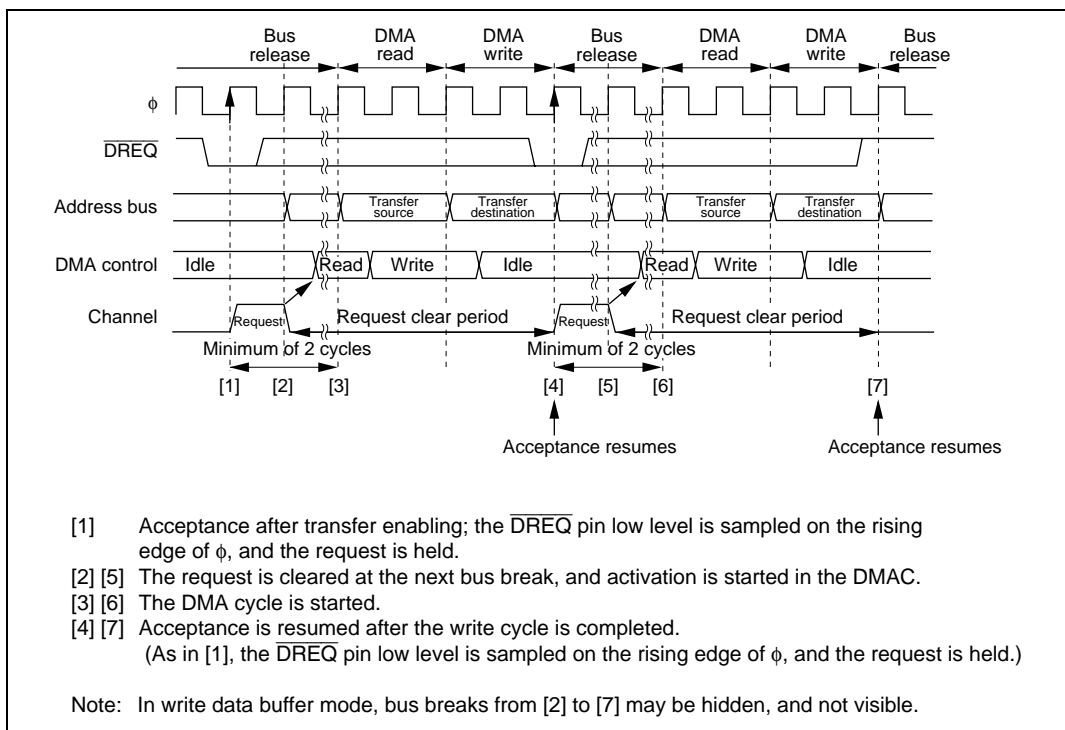 Bus release DMA read DMA write Bus release DMA read DMA write Bus release
φ
DREQ
Address bus Transfer source Transfer destination Transfer source Transfer destination
DMA control Idle Read Write Idle Read Write Idle
Channel Request Request clear period Request Request clear period
Minimum of 2 cycles Minimum of 2 cycles
[1] [2] [3] [4] [5] [6] [7]
Acceptance resumes Acceptance resumes
[1] Acceptance after transfer enabling; the DREQ pin low level is sampled on the rising
edge of φ, and the request is held.
[2] [5] The request is cleared at the next bus break, and activation is started in the DMAC.
[3] [6] The DMA cycle is started.
[4] [7] Acceptance is resumed after the write cycle is completed.
(As in [1], the DREQ pin low level is sampled on the rising edge of φ, and the request is held.)
Note: In write data buffer mode, bus breaks from [2] to [7] may be hidden, and not visible.